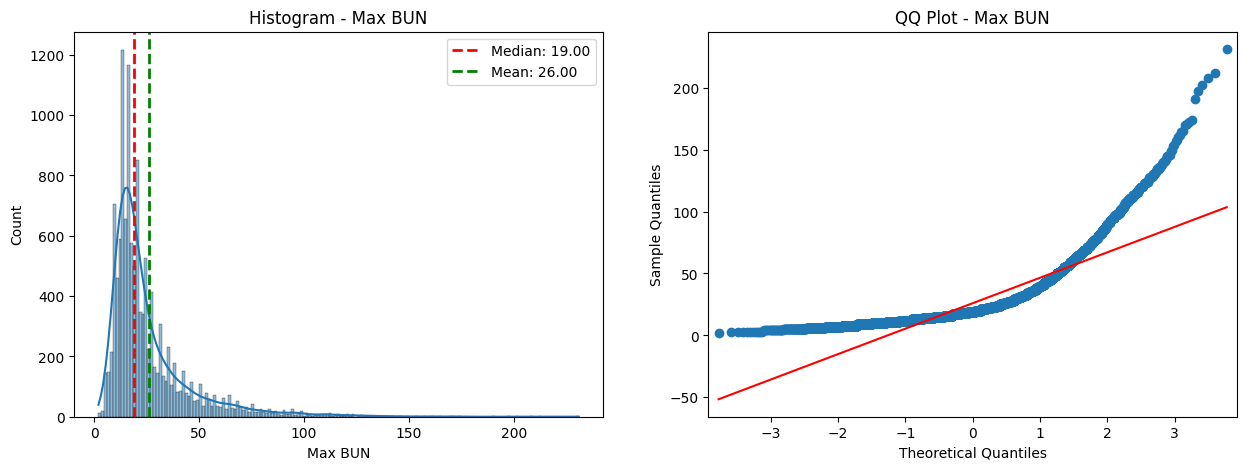 Histogram - Max BUN
Median: 19.00
Mean: 26.00
1200
1000
800
600
400
200
0
Count
0 50 100 150 200
Max BUN
QQ Plot - Max BUN
200
150
100
50
0
−50
Sample Quantiles
−3 −2 −1 0 1 2 3
Theoretical Quantiles